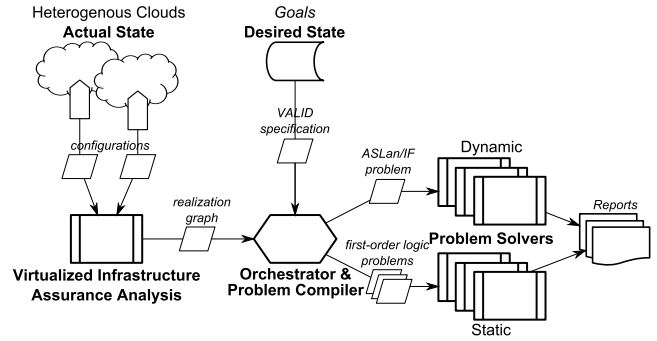 Heterogenous Clouds
Actual State
Goals
Desired State
configurations
VALID
specification
realization
graph
Virtualized Infrastructure
Assurance Analysis
Orchestrator &
Problem Compiler
ASLan/IF
problem
first-order logic
problems
Dynamic
Problem Solvers
Static
Reports